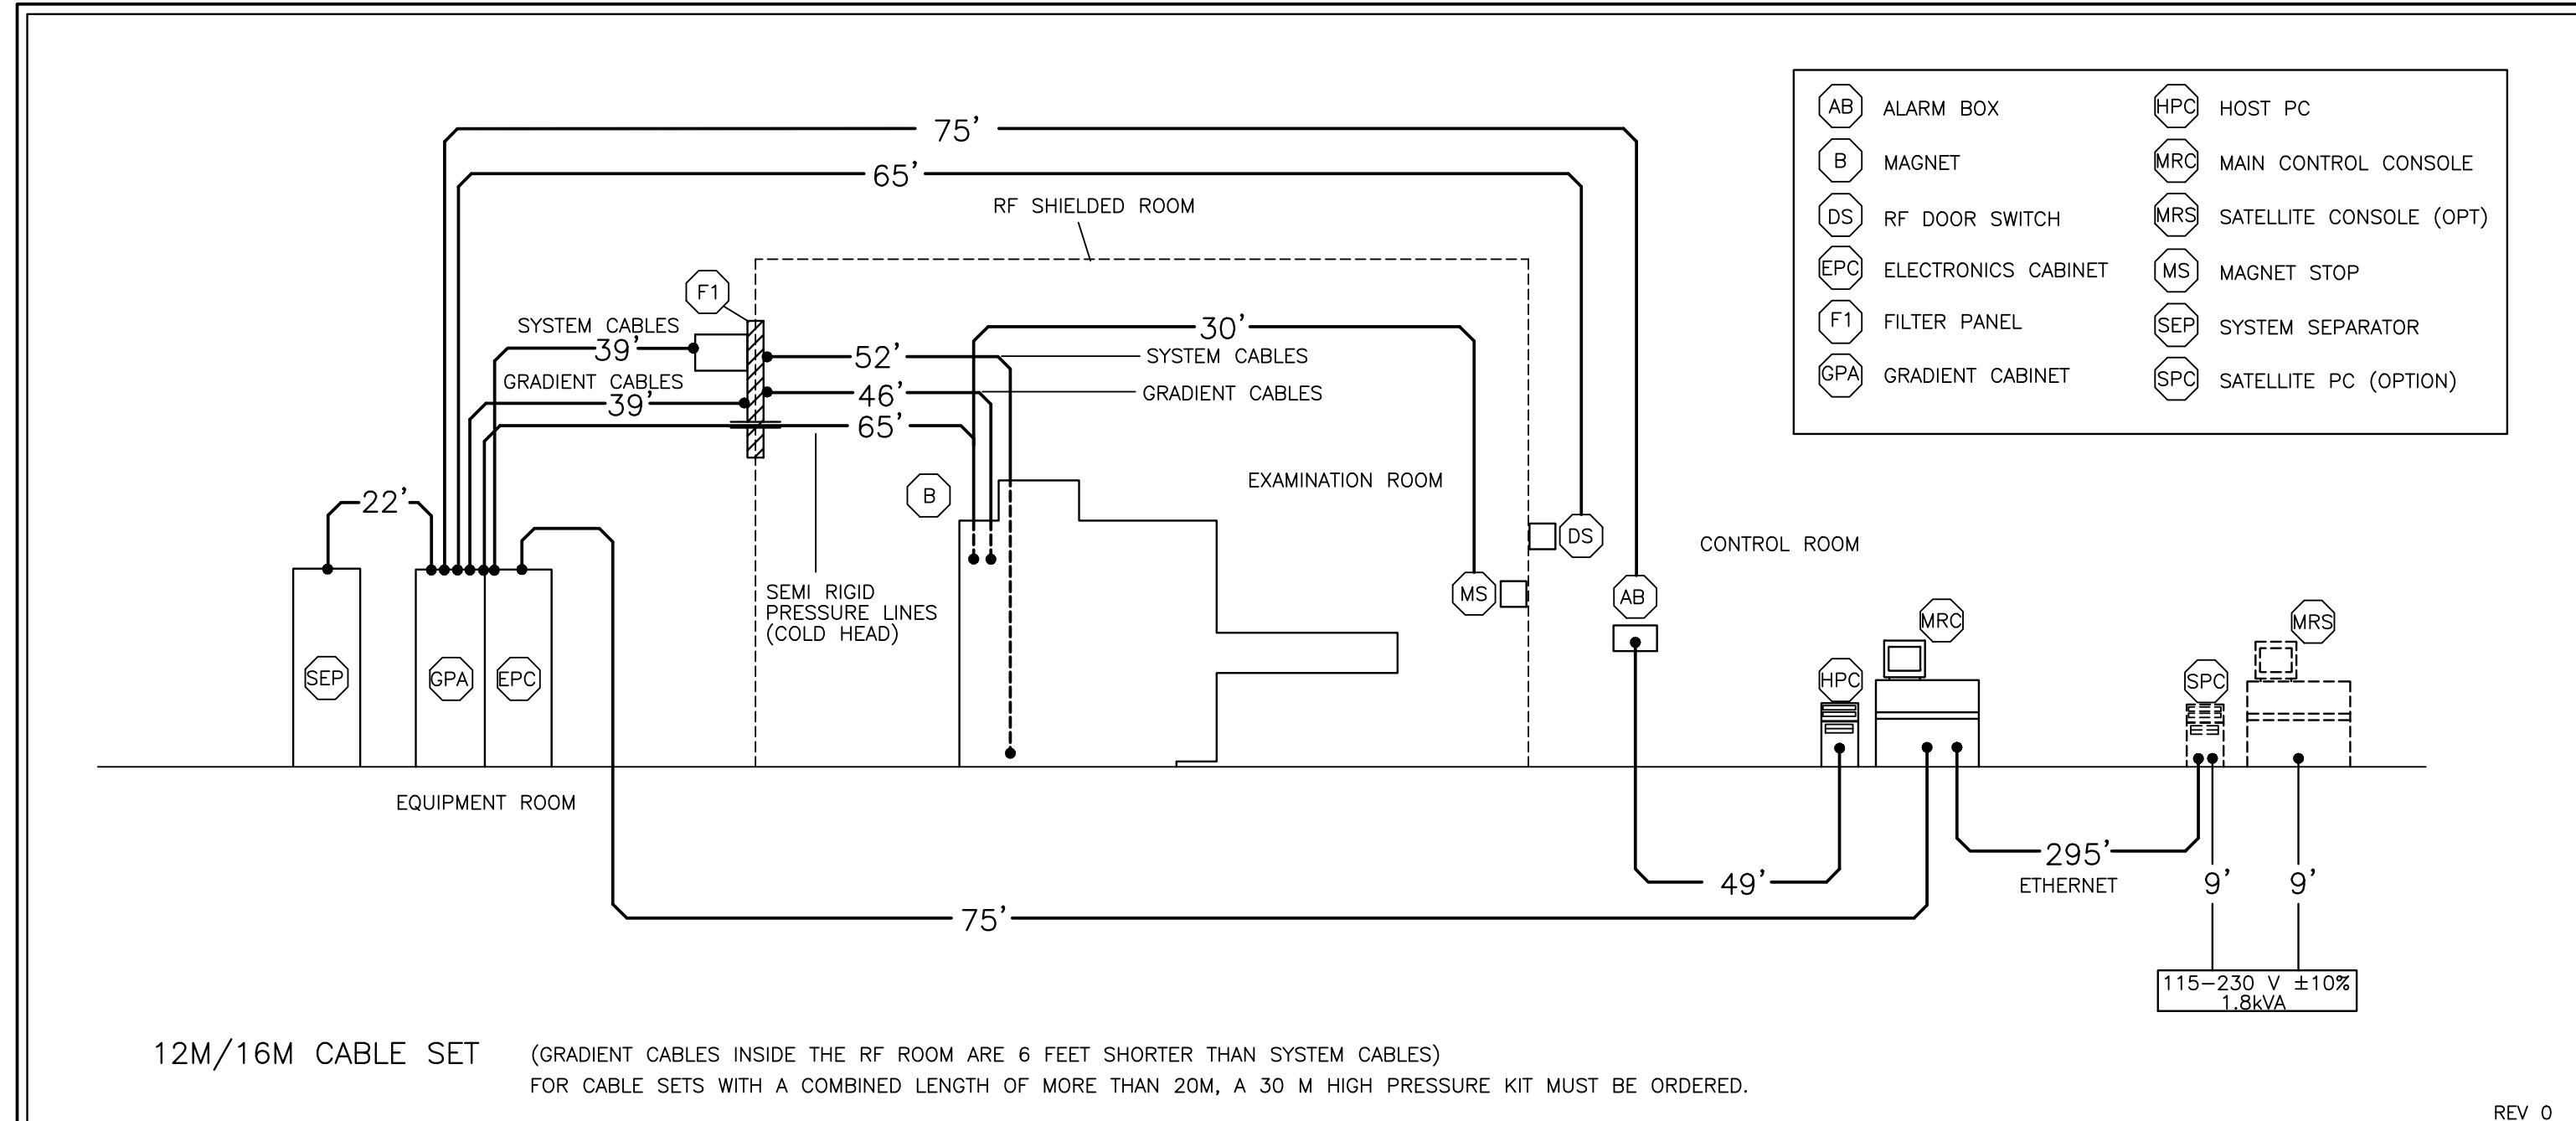 AB ALARM BOX
B MAGNET
DS RF DOOR SWITCH
EPC ELECTRONICS CABINET
F1 FILTER PANEL
GPA GRADIENT CABINET
HPC HOST PC
MRC MAIN CONTROL CONSOLE
MRS SATELLITE CONSOLE (OPT)
MS MAGNET STOP
SEP SYSTEM SEPARATOR
SPC SATELLITE PC (OPTION)
75'
65'
RF SHIELDED ROOM
F1
SYSTEM CABLES
39'
GRADIENT CABLES
39'
30'
52'
SYSTEM CABLES
46'
GRADIENT CABLES
65'
22'
B
EXAMINATION ROOM
DS
CONTROL ROOM
SEMI RIGID
PRESSURE LINES
(COLD HEAD)
MS
AB
MRC
MRS
SEP
GPA
EPC
HPC
SPC
EQUIPMENT ROOM
295'
ETHERNET
49'
9'
9'
75'
115-230 V ±10%
1.8kVA
12M/16M CABLE SET
(GRADIENT CABLES INSIDE THE RF ROOM ARE 6 FEET SHORTER THAN SYSTEM CABLES)
FOR CABLE SETS WITH A COMBINED LENGTH OF MORE THAN 20M, A 30 M HIGH PRESSURE KIT MUST BE ORDERED.
REV 0